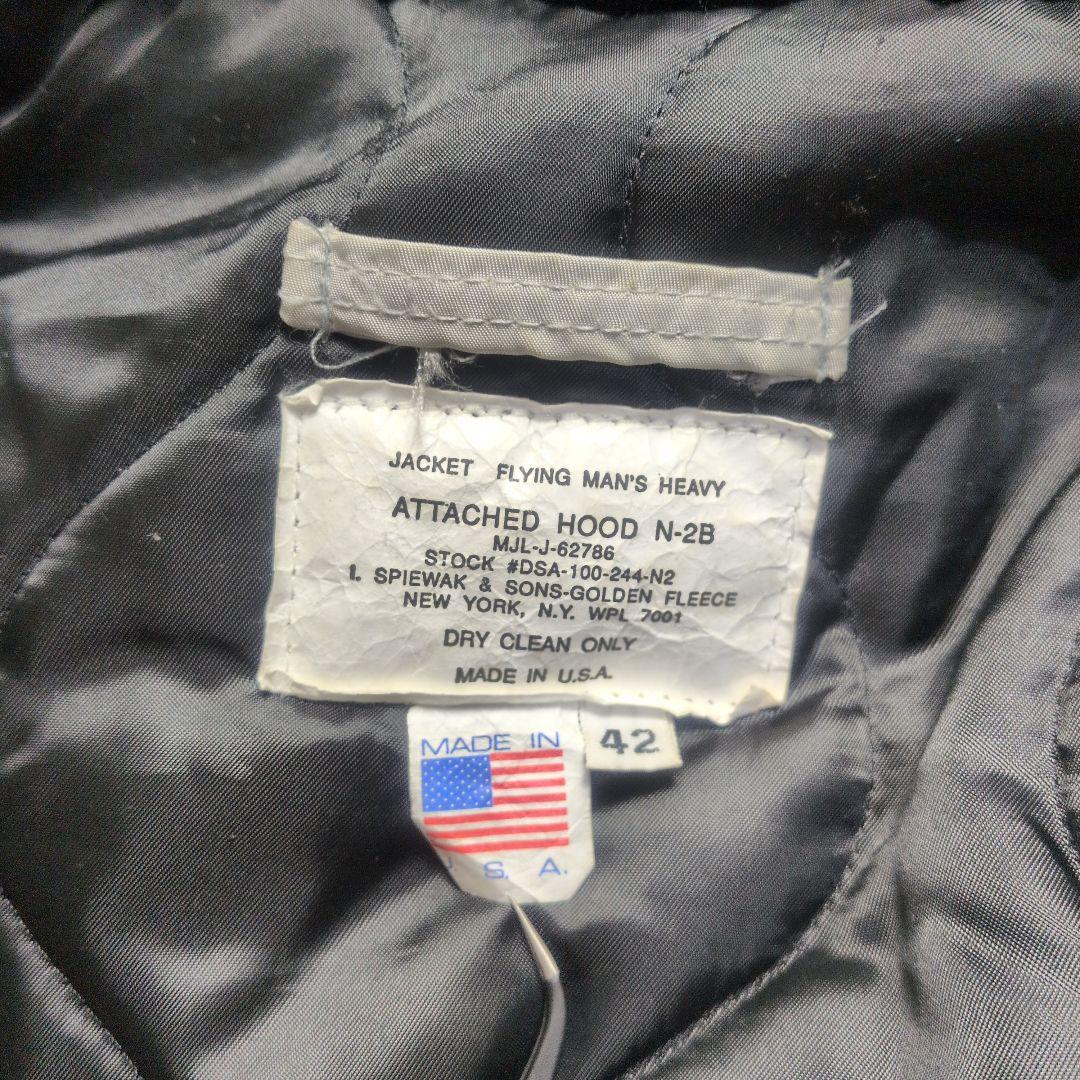 JACKET FLYING MAN'S HEAVY
ATTACHED HOOD N-2B
MJL-J-62786
STOCK #DSA-100-244-N2
I. SPIEWAK & SONS-GOLDEN FLEECE
NEW YORK, N.Y. WPL 7001
DRY CLEAN ONLY
MADE IN U.S.A.
MADE IN
42
U.S.A.